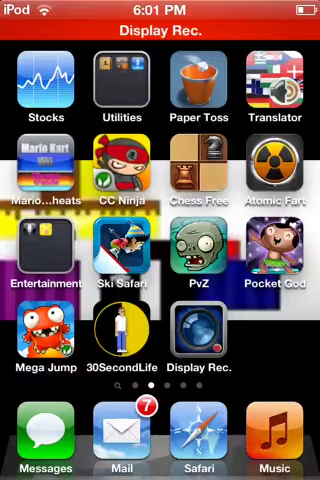 iPod 6:01 PM
Display Rec.
Stocks Utilities Paper Toss Translator
Mario...heats CC Ninja Chess Free Atomic Fart
Entertainment Ski Safari PvZ Pocket God
Mega Jump 30SecondLife Display Rec.
7
Messages Mail Safari Music